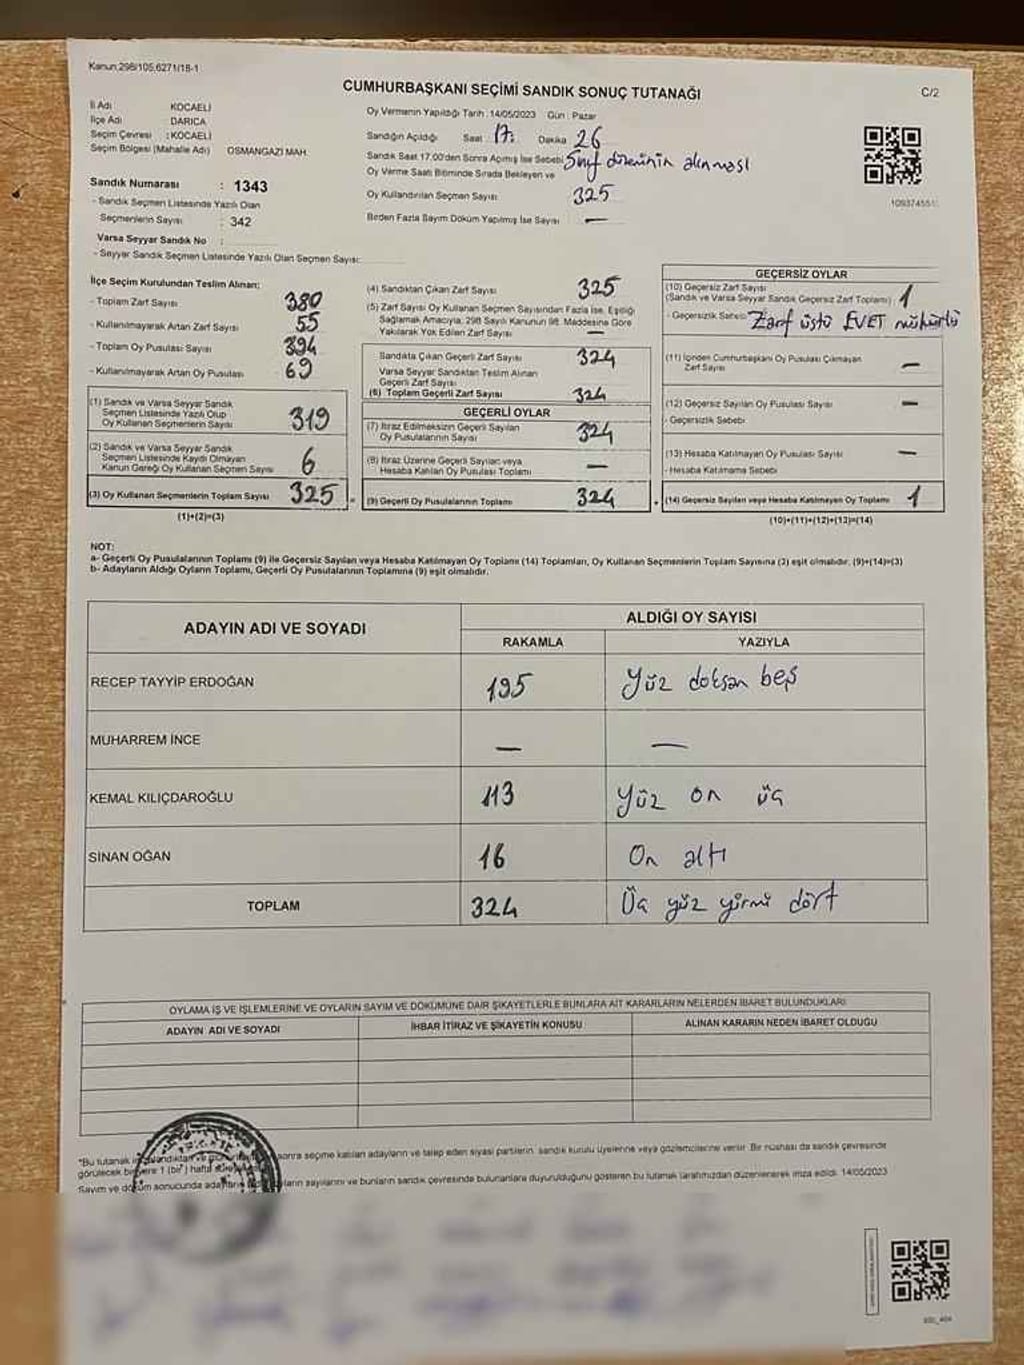 Kanun:298/105,6271/18-1
CUMHURBAŞKANI SEÇİMİ SANDIK SONUÇ TUTANAĞI
C/2
İl Adı KOCAELİ
İlçe Adı DARICA
Seçim Çevresi : KOCAELİ
Seçim Bölgesi (Mahalle Adı) OSMANGAZİ MAH.
Sandık Numarası : 1343
- Sandık Seçmen Listesinde Yazılı Olan
Seçmenlerin Sayısı : 342
Varsa Seyyar Sandık No :
- Seyyar Sandık Seçmen Listesinde Yazılı Olan Seçmen Sayısı:
Oy Vermenin Yapıldığı Tarih : 14/05/2023 Gün : Pazar
Sandığın Açıldığı Saat : 17: Dakika 26
Sandık Saat 17.00'den Sonra Açılmış İse Sebebi: Sınıf düzeninin alınması
Oy Verme Saati Bitiminde Sırada Bekleyen ve
Oy Kullandırılan Seçmen Sayısı 325
Birden Fazla Sayım Döküm Yapılmış İse Sayısı —
İlçe Seçim Kurulundan Teslim Alınan;
- Toplam Zarf Sayısı 380
- Kullanılmayarak Artan Zarf Sayısı 55
- Toplam Oy Pusulası Sayısı 394
- Kullanılmayarak Artan Oy Pusulası 69
(1) Sandık ve Varsa Seyyar Sandık
Seçmen Listesinde Yazılı Olup
Oy Kullanan Seçmenlerin Sayısı 319
(2) Sandık ve Varsa Seyyar Sandık
Seçmen Listesinde Kaydı Olmayan
Kanun Gereği Oy Kullanan Seçmen Sayısı 6
(3) Oy Kullanan Seçmenlerin Toplam Sayısı 325
(1)+(2)=(3)
(4) Sandıktan Çıkan Zarf Sayısı 325
(5) Zarf Sayısı Oy Kullanan Seçmen Sayısından Fazla İse, Eşitliği
Sağlamak Amacıyla, 298 Sayılı Kanunun 98. Maddesine Göre
Yakılarak Yok Edilen Zarf Sayısı —
Sandıkta Çıkan Geçerli Zarf Sayısı 324
Varsa Seyyar Sandıktan Teslim Alınan
Geçerli Zarf Sayısı
(6) Toplam Geçerli Zarf Sayısı 324
GEÇERLİ OYLAR
(7) İtiraz Edilmeksizin Geçerli Sayılan
Oy Pusulalarının Sayısı 324
(8) İtiraz Üzerine Geçerli Sayılan veya
Hesaba Katılan Oy Pusulası Toplamı —
(9) Geçerli Oy Pusulalarının Toplamı 324
GEÇERSİZ OYLAR
(10) Geçersiz Zarf Sayısı
(Sandık ve Varsa Seyyar Sandık Geçersiz Zarf Toplamı) 1
- Geçersizlik Sebebi Zarf üstü EVET mühürlü
(11) İçinden Cumhurbaşkanı Oy Pusulası Çıkmayan
Zarf Sayısı —
(12) Geçersiz Sayılan Oy Pusulası Sayısı —
- Geçersizlik Sebebi
(13) Hesaba Katılmayan Oy Pusulası Sayısı —
- Hesaba Katılmama Sebebi
(14) Geçersiz Sayılan veya Hesaba Katılmayan Oy Toplamı 1
(10)+(11)+(12)+(13)=(14)
NOT:
a- Geçerli Oy Pusulalarının Toplamı (9) ile Geçersiz Sayılan veya Hesaba Katılmayan Oy Toplamı (14) Toplamları, Oy Kullanan Seçmenlerin Toplam Sayısına (3) eşit olmalıdır. (9)+(14)=(3)
b- Adayların Aldığı Oyların Toplamı, Geçerli Oy Pusulalarının Toplamına (9) eşit olmalıdır.
ADAYIN ADI VE SOYADI
ALDIĞI OY SAYISI
RAKAMLA YAZIYLA
RECEP TAYYİP ERDOĞAN 195 Yüz doksan beş
MUHARREM İNCE — —
KEMAL KILIÇDAROĞLU 113 Yüz on üç
SİNAN OĞAN 16 On altı
TOPLAM 324 Üç yüz yirmi dört
OYLAMA İŞ VE İŞLEMLERİNE VE OYLARIN SAYIM VE DÖKÜMÜNE DAİR ŞİKAYETLERLE BUNLARA AİT KARARLARIN NELERDEN İBARET BULUNDUKLARI
ADAYIN ADI VE SOYADI İHBAR İTİRAZ VE ŞİKAYETİN KONUSU ALINAN KARARIN NEDEN İBARET OLDUĞU
*Bu tutanak sonra seçime katılan adayların ve talep eden siyasi partilerin sandık kurulu üyelerine veya gözlemcilerine verilir. Bir nüshası da sandık çevresinde
görülecek bir yere 1 (bir) hafta
Sayım ve döküm sonucunda sayılarını ve bunların sandık çevresinde bulunanlara duyurulduğunu gösteren bu tutanak tarafımızdan düzenlenerek imza edildi. 14/05/2023